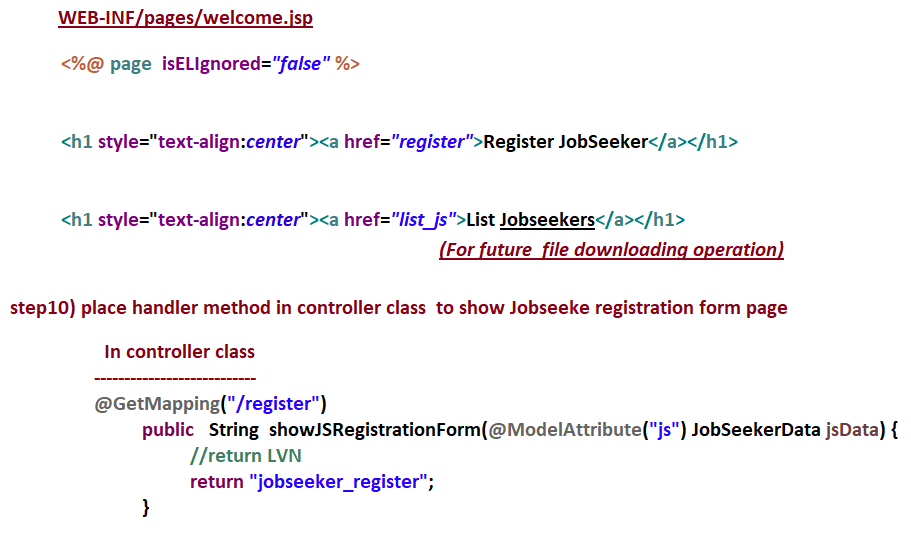 WEB-INF/pages/welcome.jsp
<%@ page isELIgnored="false" %>
<h1 style="text-align:center"><a href="register">Register JobSeeker</a></h1>
<h1 style="text-align:center"><a href="list_js">List Jobseekers</a></h1>
(For future file downloading operation)
step10) place handler method in controller class to show Jobseeke registration form page
In controller class
---------------------------
@GetMapping("/register")
public String showJSRegistrationForm(@ModelAttribute("js") JobSeekerData jsData) {
//return LVN
return "jobseeker_register";
}